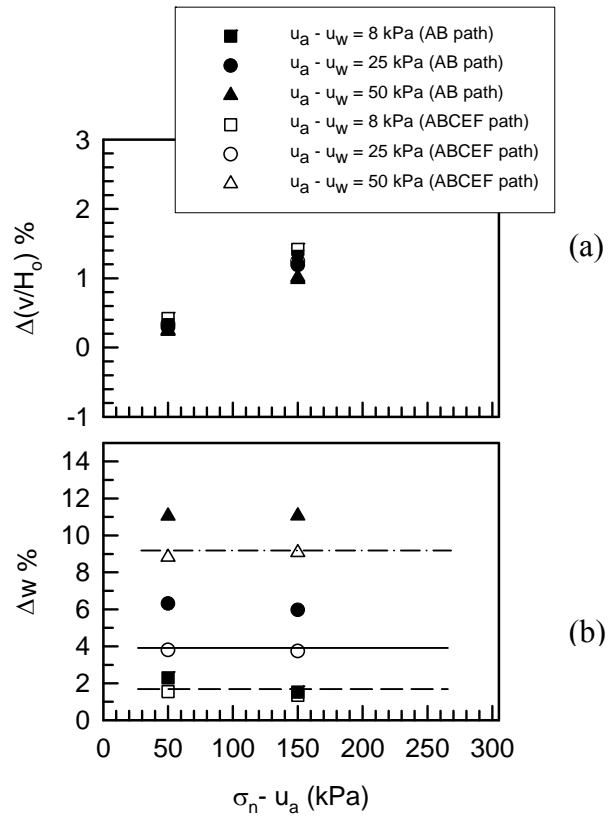 u_a - u_w = 8 kPa (AB path)
u_a - u_w = 25 kPa (AB path)
u_a - u_w = 50 kPa (AB path)
u_a - u_w = 8 kPa (ABCEF path)
u_a - u_w = 25 kPa (ABCEF path)
u_a - u_w = 50 kPa (ABCEF path)
3
2
1
0
-1
Δ(v/H_o) %
(a)
14
12
10
8
6
4
2
0
Δw %
(b)
0 50 100 150 200 250 300
σ_n- u_a (kPa)